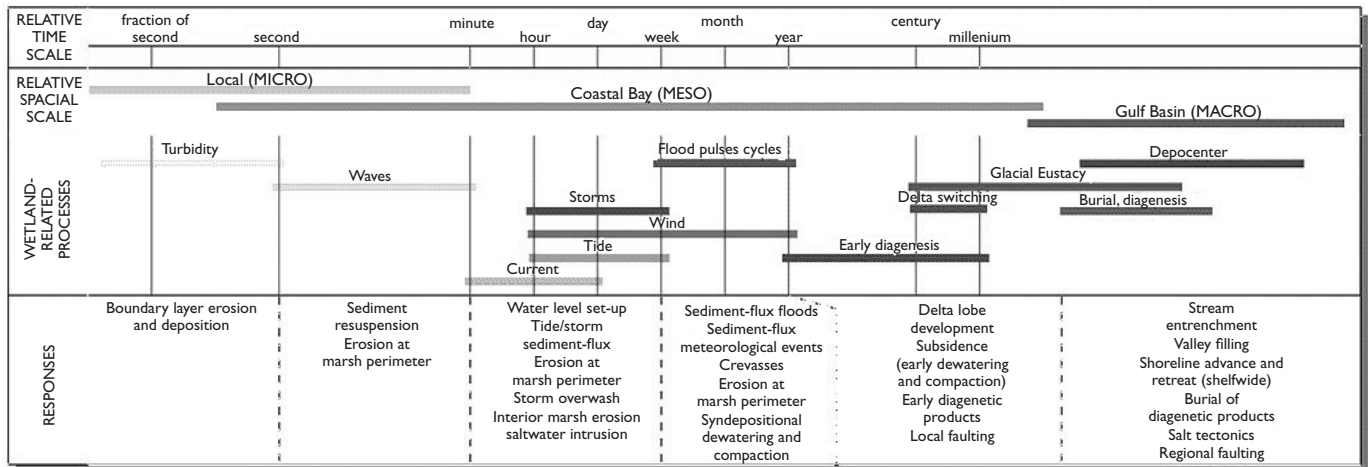 RELATIVE
TIME
SCALE
fraction of
second
second
minute
hour
day
week
month
year
century
millenium
RELATIVE
SPACIAL
SCALE
Local (MICRO)
Coastal Bay (MESO)
Gulf Basin (MACRO)
WETLAND-
RELATED
PROCESSES
Turbidity
Flood pulses cycles
Depocenter
Waves
Glacial Eustacy
Storms
Delta switching
Burial, diagenesis
Wind
Tide
Early diagenesis
Current
RESPONSES
Boundary layer erosion
and deposition
Sediment
resuspension
Erosion at
marsh perimeter
Water level set-up
Tide/storm
sediment-flux
Erosion at
marsh perimeter
Storm overwash
Interior marsh erosion
saltwater intrusion
Sediment-flux floods
Sediment-flux
meteorological events
Crevasses
Erosion at
marsh perimeter
Syndepositional
dewatering and
compaction
Delta lobe
development
Subsidence
(early dewatering
and compaction)
Early diagenetic
products
Local faulting
Stream
entrenchment
Valley filling
Shoreline advance and
retreat (shelfwide)
Burial of
diagenetic products
Salt tectonics
Regional faulting